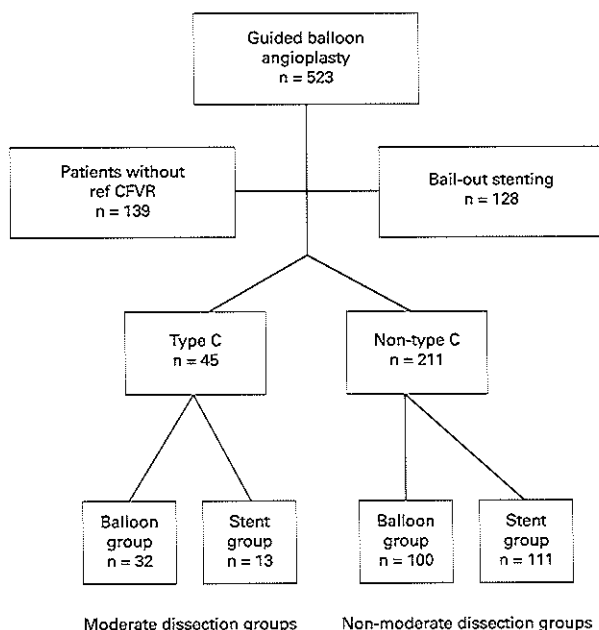 Guided balloon
angioplasty
n = 523
Patients without
ref CFVR
n = 139
Bail-out stenting
n = 128
Type C
n = 45
Non-type C
n = 211
Balloon
group
n = 32
Stent
group
n = 13
Balloon
group
n = 100
Stent
group
n = 111
Moderate dissection groups
Non-moderate dissection groups